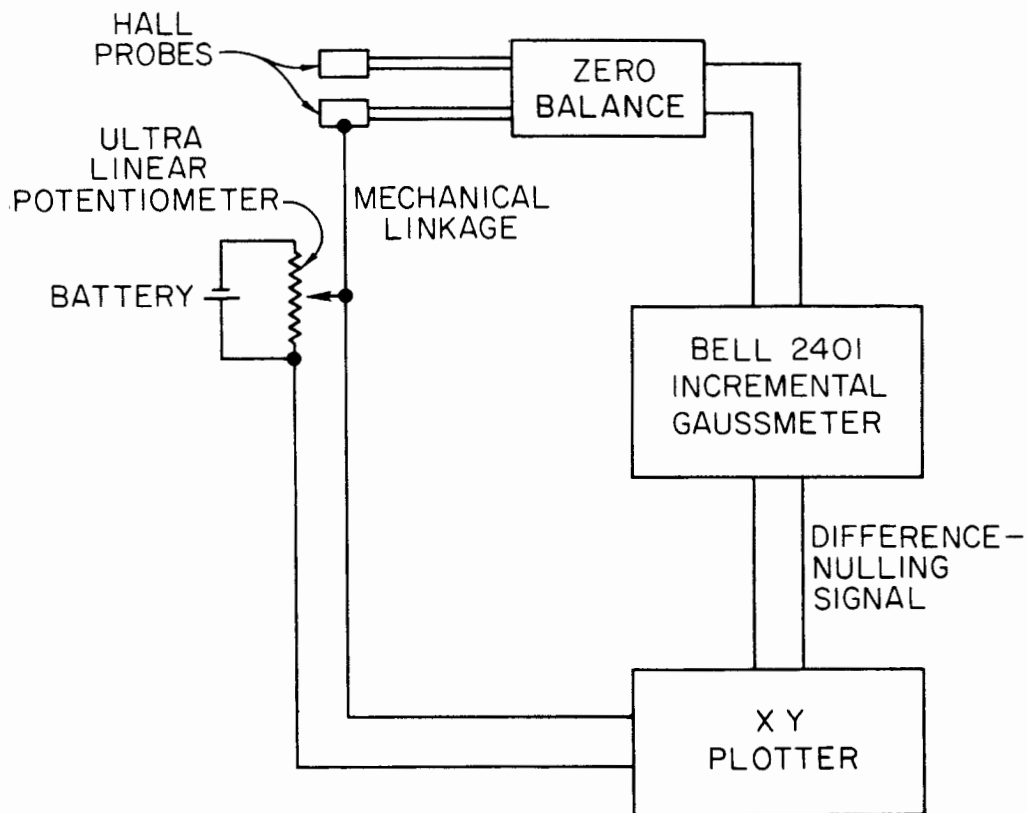 HALL
PROBES
ZERO
BALANCE
ULTRA
LINEAR
POTENTIOMETER
MECHANICAL
LINKAGE
BATTERY
BELL 2401
INCREMENTAL
GAUSSMETER
DIFFERENCE-
NULLING
SIGNAL
X Y
PLOTTER